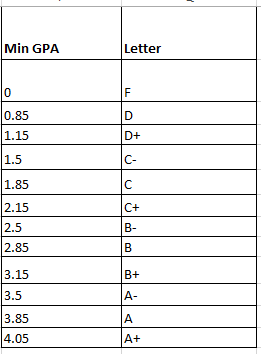 Min GPA Letter
0 F
0.85 D
1.15 D+
1.5 C-
1.85 C
2.15 C+
2.5 B-
2.85 B
3.15 B+
3.5 A-
3.85 A
4.05 A+